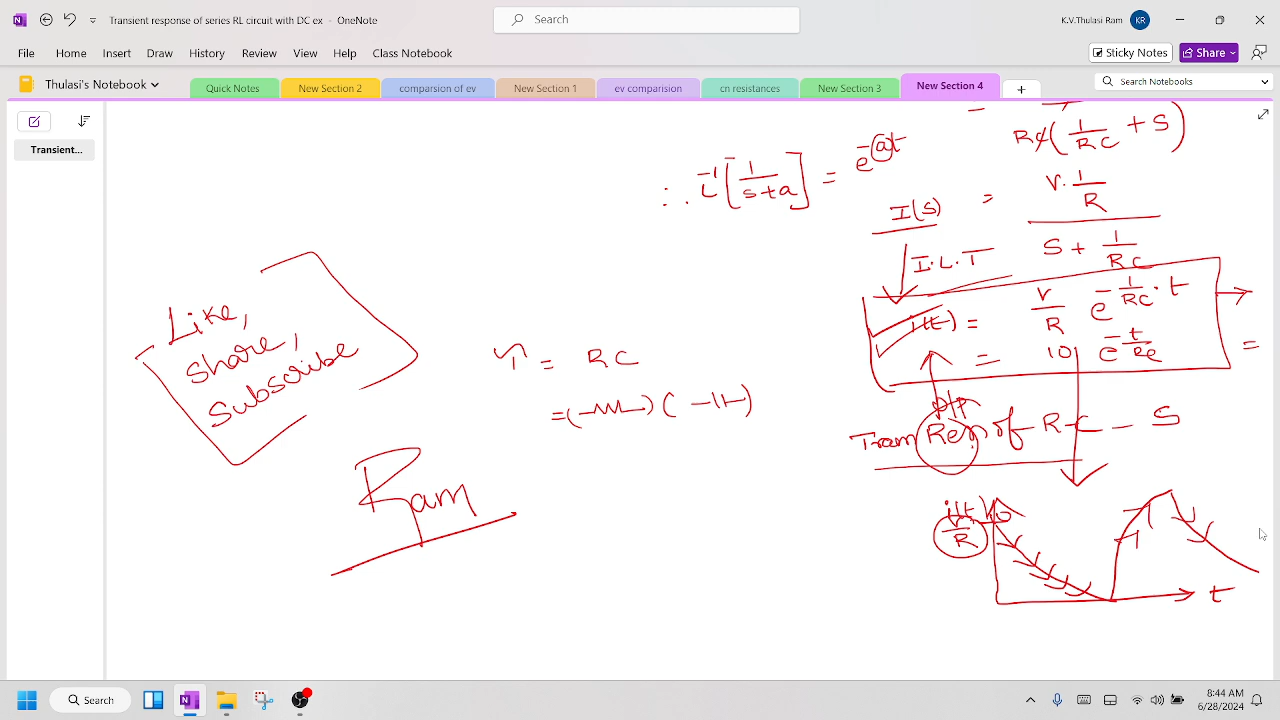 Transient response of series RL circuit with DC ex - OneNote
Search
K.V.Thulasi Ram
KR
File Home Insert Draw History Review View Help Class Notebook
Sticky Notes
Share
Thulasi's Notebook
Quick Notes
New Section 2
comparsion of ev
New Section 1
ev comparision
cn resistances
New Section 3
New Section 4
+
Search Notebooks
Transient...
RC(1/RC + S)
∴ L⁻¹[1/s+a] = e^-at
I(S) = V·1/R / S + 1/RC
I.L.T
i(t) = V/R e^-1/RC·t
= 10 e^-t/RC
=
Like,
share,
Subscribe
τ = RC
=( )( )
Ram
Tran Ren of R-C - S
i(t)
10
V/R
t
Search
8:44 AM
6/28/2024